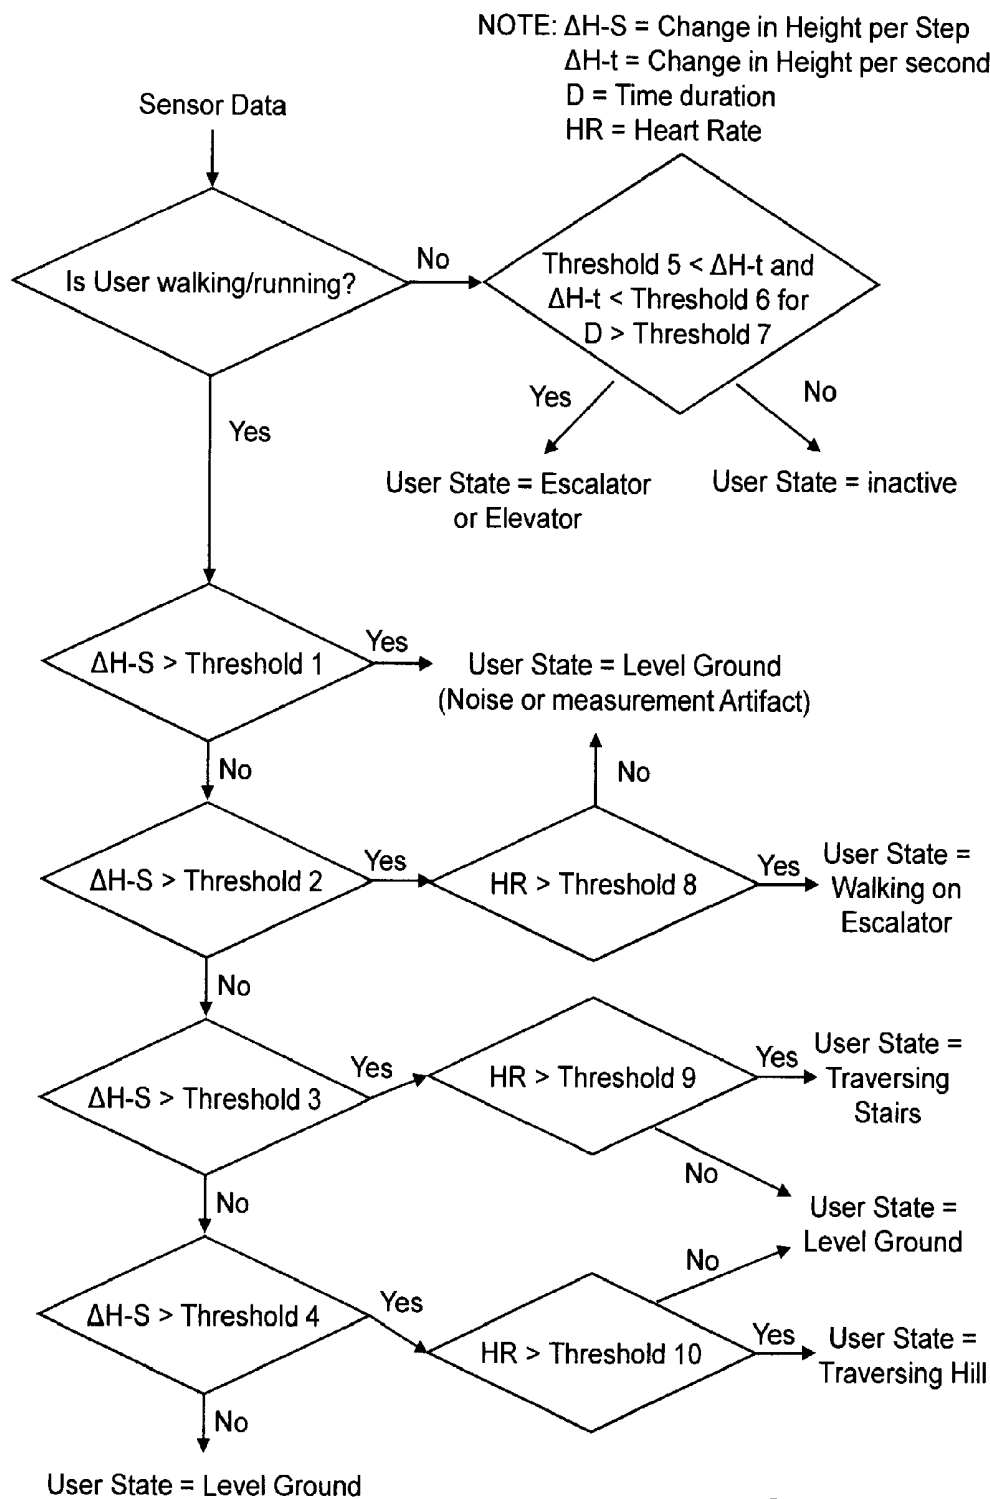 NOTE: ΔH-S = Change in Height per Step
ΔH-t = Change in Height per second
D = Time duration
HR = Heart Rate
Sensor Data
Is User walking/running?
No
Threshold 5 < ΔH-t and
ΔH-t < Threshold 6 for
D > Threshold 7
Yes
No
User State = Escalator
or Elevator
User State = inactive
Yes
ΔH-S > Threshold 1
Yes
User State = Level Ground
(Noise or measurement Artifact)
No
No
ΔH-S > Threshold 2
Yes
HR > Threshold 8
Yes
User State =
Walking on
Escalator
No
ΔH-S > Threshold 3
Yes
HR > Threshold 9
Yes
User State =
Traversing
Stairs
No
No
User State =
Level Ground
No
ΔH-S > Threshold 4
Yes
HR > Threshold 10
Yes
User State =
Traversing Hill
No
User State = Level Ground